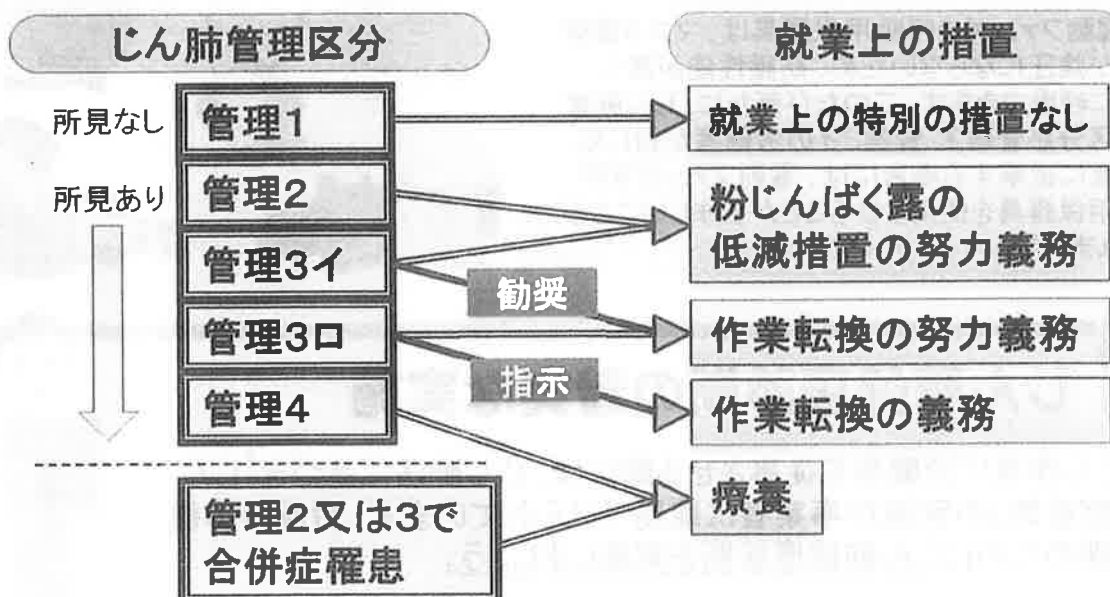 じん肺管理区分
就業上の措置
所見なし
管理1
就業上の特別の措置なし
所見あり
管理2
粉じんばく露の
低減措置の努力義務
管理3イ
勧奨
管理3ロ
作業転換の努力義務
指示
管理4
作業転換の義務
療養
管理2又は3で
合併症罹患